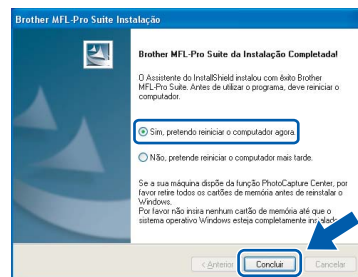 Brother MFL-Pro Suite Instalação
Brother MFL-Pro Suite da Instalação Completada!
O Assistente do InstallShield instalou com êxito Brother
MFL-Pro Suite. Antes de utilizar o programa, deve reiniciar o
computador.
Sim, pretendo reiniciar o computador agora.
Não, pretende reiniciar o computador mais tarde.
Se a sua máquina dispõe da função PhotoCapture Center, por
favor retire todos os cartões de memória antes de reinstalar o
Windows.
Por favor não insira nenhum cartão de memória até que o
sistema operativo Windows esteja completamente
< Anterior Concluir Cancelar